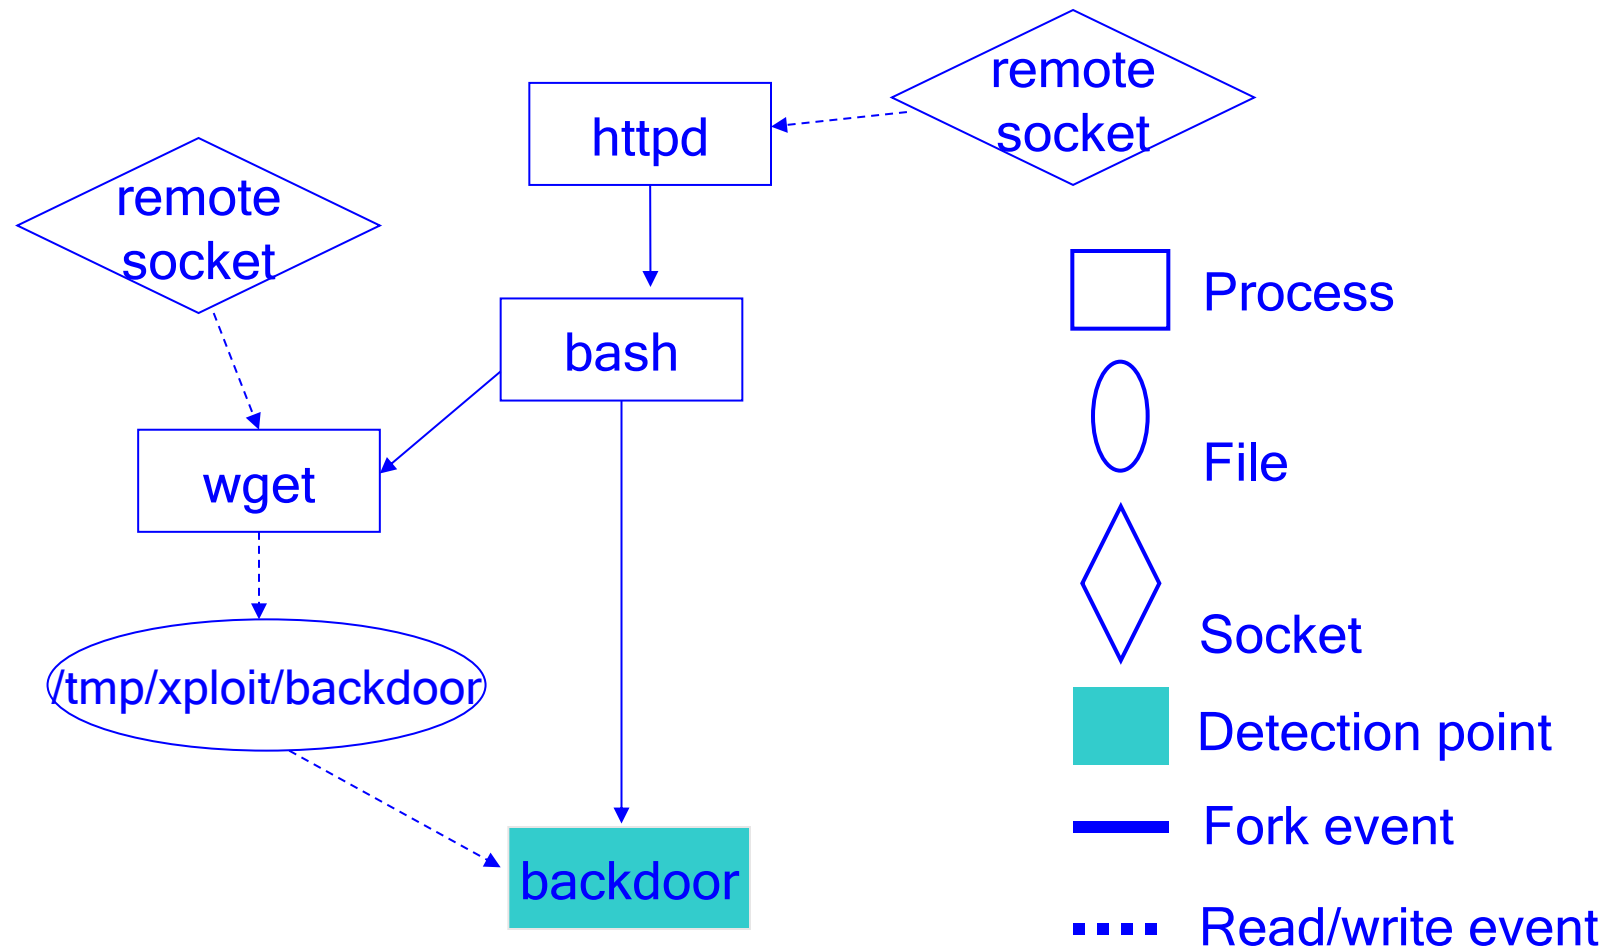 remote
socket
httpd
remote
socket
bash
wget
/tmp/xploit/backdoor
backdoor
Process
File
Socket
Detection point
Fork event
Read/write event